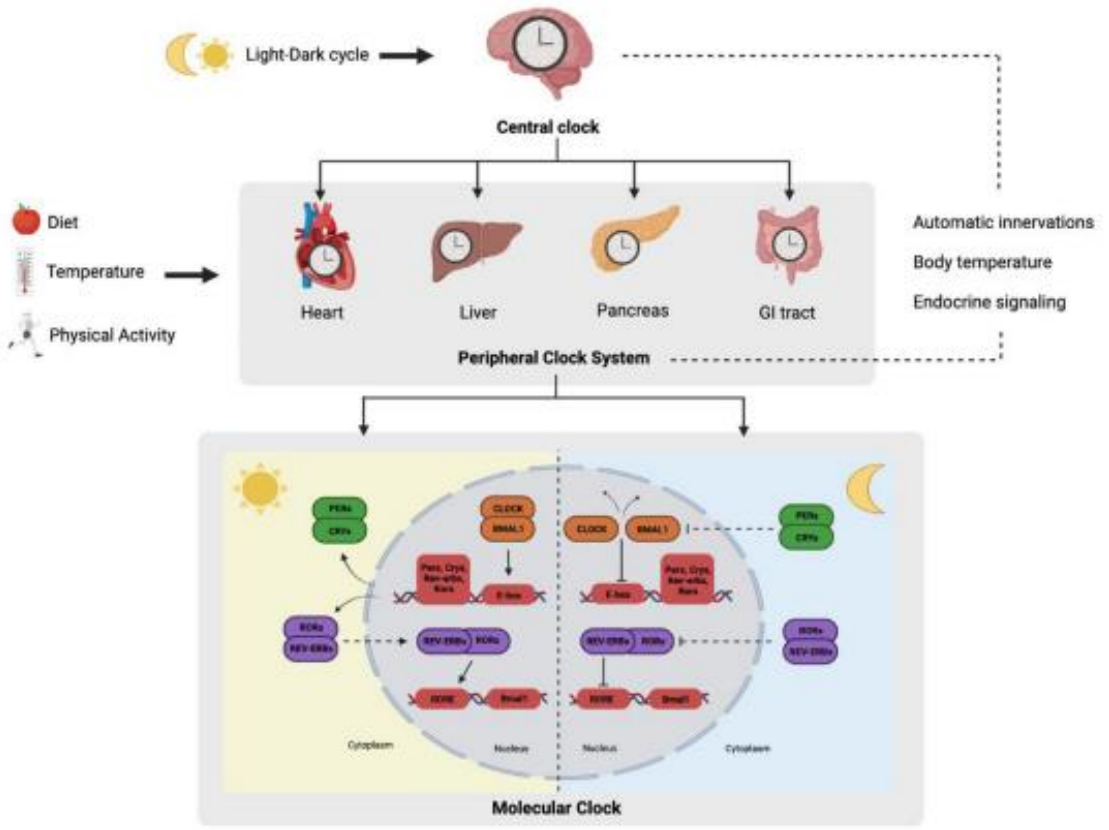 Light-Dark cycle
Central clock
Diet
Temperature
Physical Activity
Heart
Liver
Pancreas
GI tract
Peripheral Clock System
Automatic innervations
Body temperature
Endocrine signaling
PERs
CRYs
CLOCK
BMAL1
Pers, Crys,
Rev-erbs,
Rors
E-box
RORs
REV-ERBs
REV-ERBs
RORs
RORE
Bmal1
Cytoplasm
Nucleus
CLOCK
BMAL1
PERs
CRYs
E-box
Pers, Crys,
Rev-erbs,
Rors
REV-ERBs
RORs
RORs
REV-ERBs
RORE
Bmal1
Nucleus
Cytoplasm
Molecular Clock